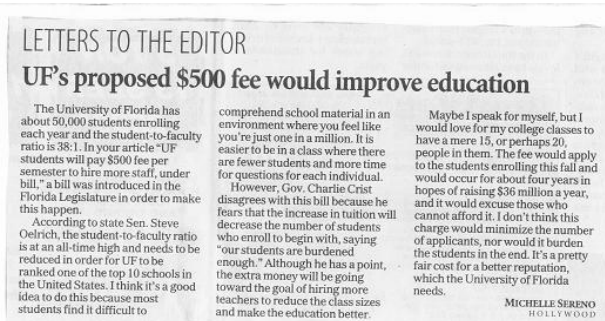 LETTERS TO THE EDITOR
UF's proposed $500 fee would improve education
The University of Florida has
about 50,000 students enrolling
each year and the student-to-faculty
ratio is 38:1. In your article "UF
students will pay $500 fee per
semester to hire more staff, under
bill," a bill was introduced in the
Florida Legislature in order to make
this happen.
According to state Sen. Steve
Oelrich, the student-to-faculty ratio
is at an all-time high and needs to be
reduced in order for UF to be
ranked one of the top 10 schools in
the United States. I think it's a good
idea to do this because most
students find it difficult to
comprehend school material in an
environment where you feel like
you're just one in a million. It is
easier to be in a class where there
are fewer students and more time
for questions for each individual.
However, Gov. Charlie Crist
disagrees with this bill because he
fears that the increase in tuition will
decrease the number of students
who enroll to begin with, saying
"our students are burdened
enough." Although he has a point,
the extra money will be going
toward the goal of hiring more
teachers to reduce the class sizes
and make the education better.
Maybe I speak for myself, but I
would love for my college classes to
have a mere 15, or perhaps 20,
people in them. The fee would apply
to the students enrolling this fall and
would occur for about four years in
hopes of raising $36 million a year,
and it would excuse those who
cannot afford it. I don't think this
charge would minimize the number
of applicants, nor would it burden
the students in the end. It's a pretty
fair cost for a better reputation,
which the University of Florida
needs.
MICHELLE SERENO
HOLLYWOOD